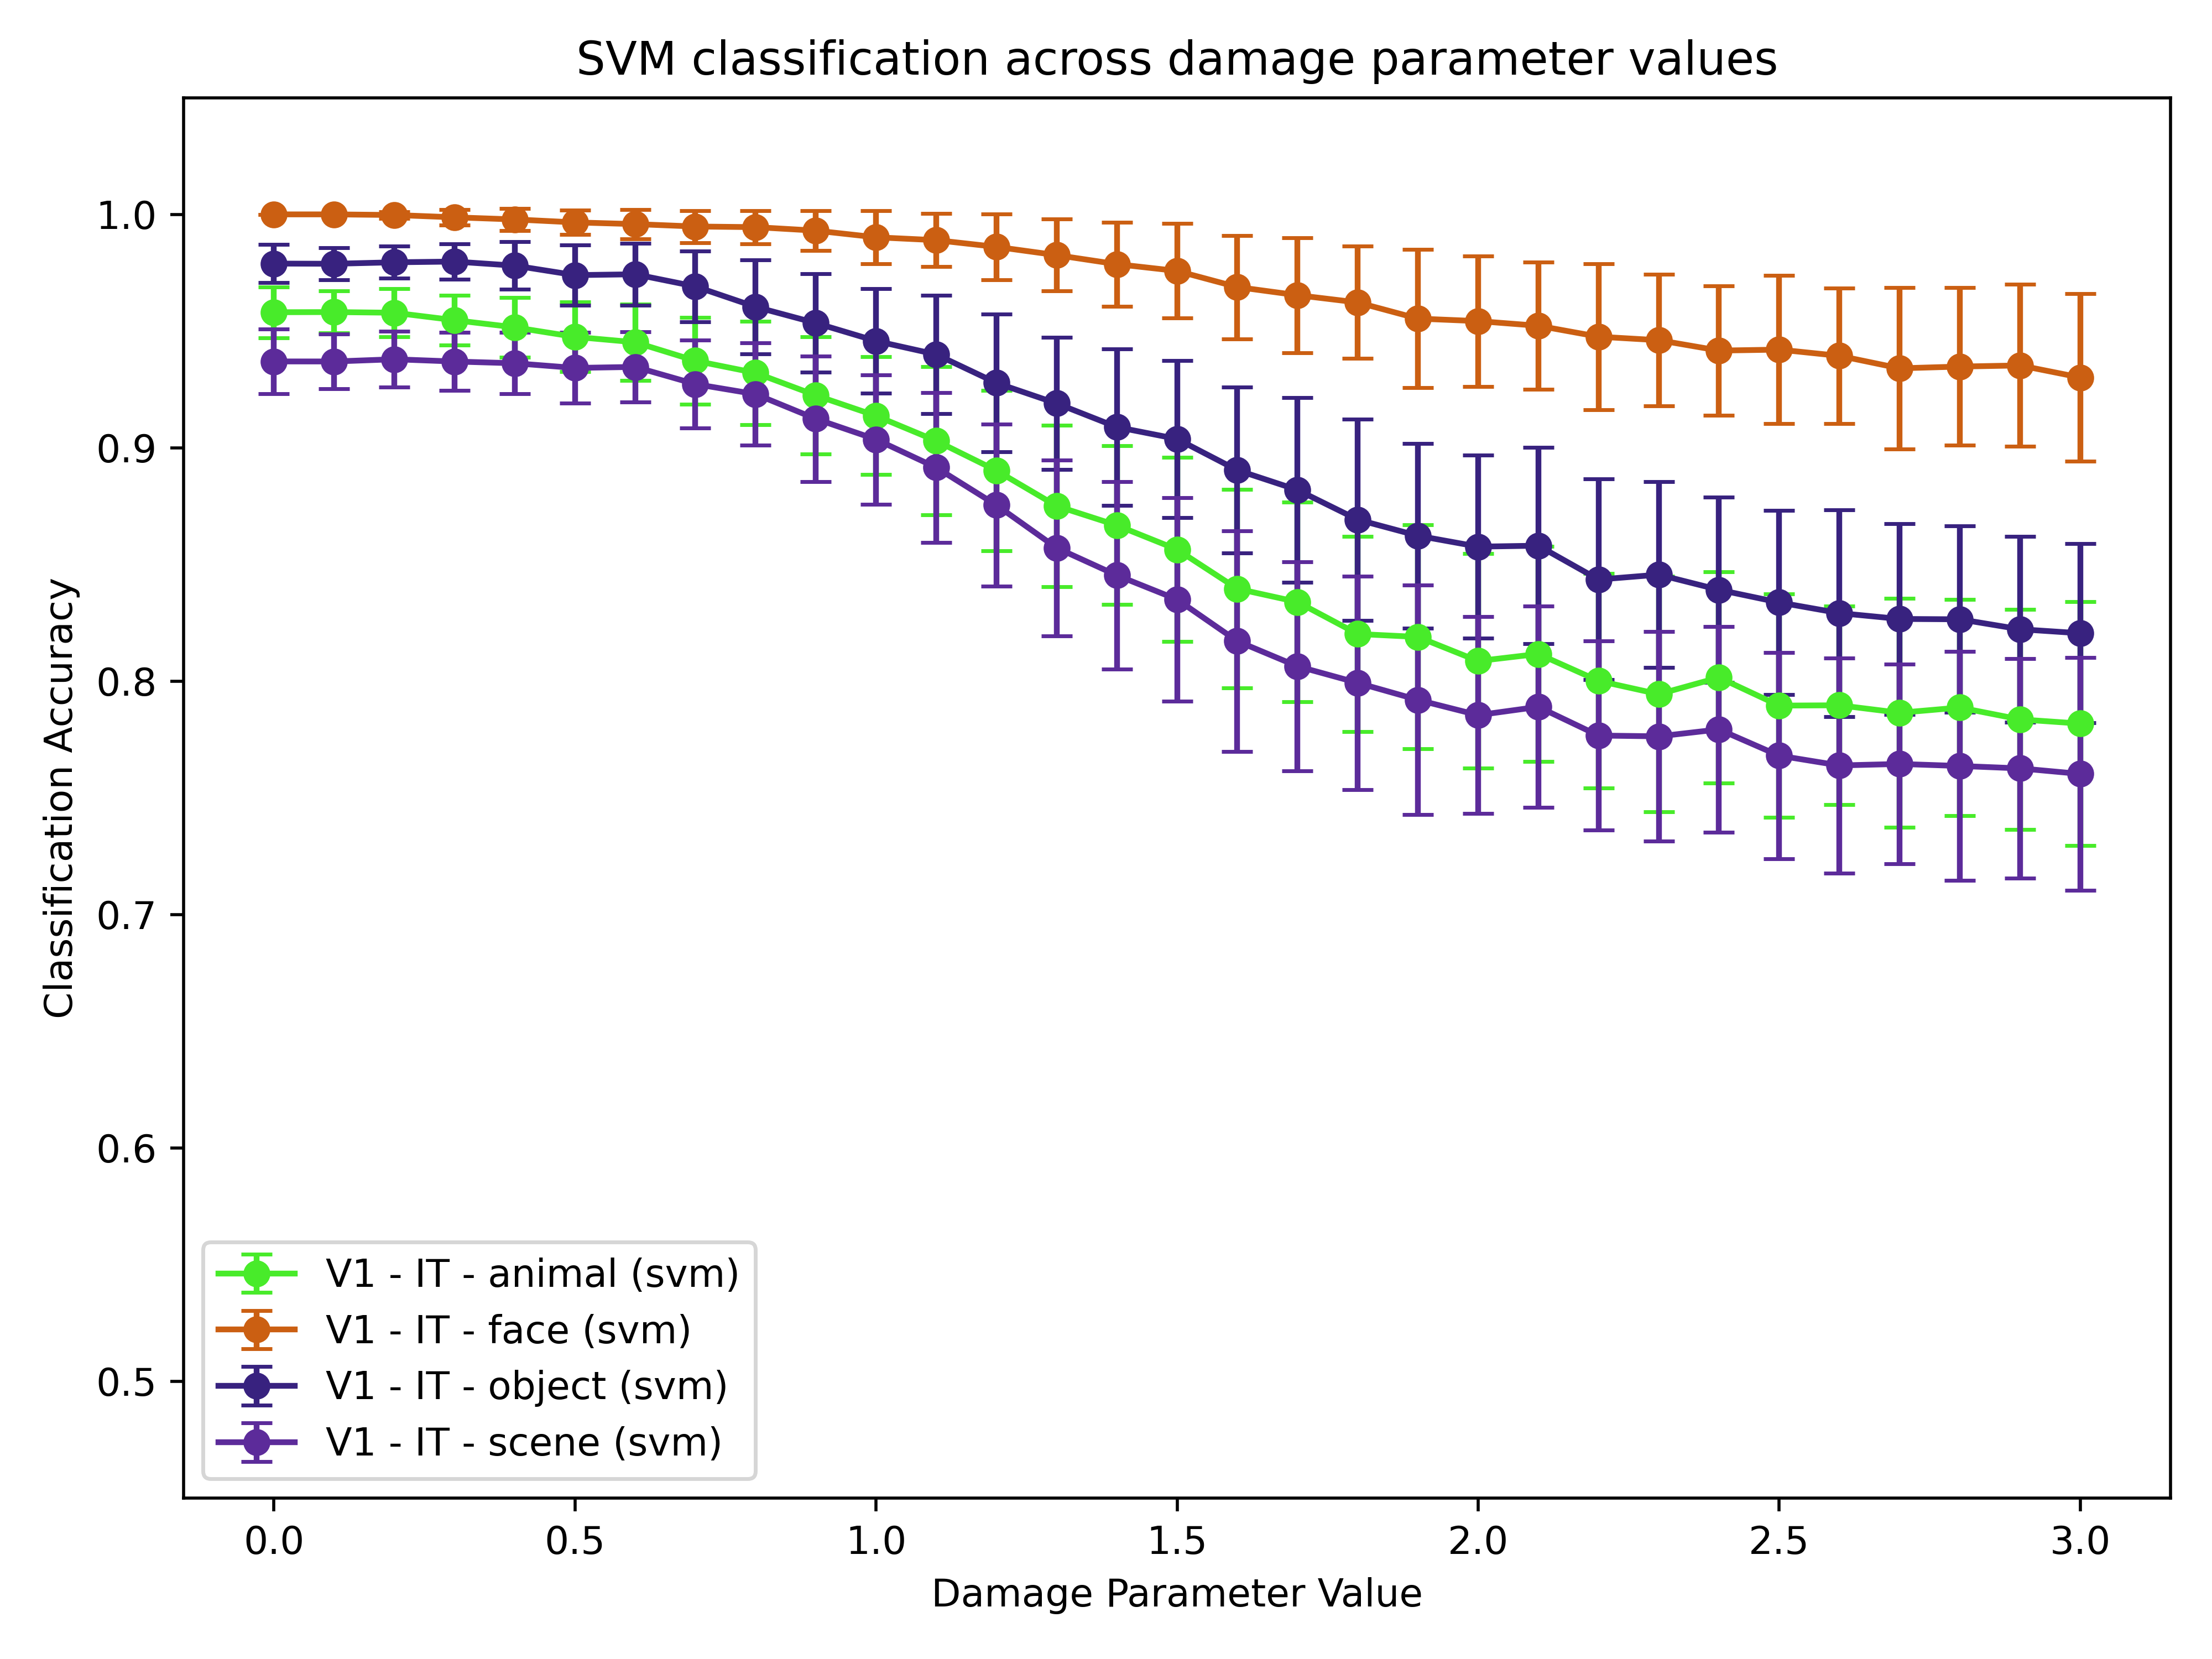 SVM classification across damage parameter values
Classification Accuracy
1.0
0.9
0.8
0.7
0.6
0.5
V1 - IT - animal (svm)
V1 - IT - face (svm)
V1 - IT - object (svm)
V1 - IT - scene (svm)
0.0 0.5 1.0 1.5 2.0 2.5 3.0
Damage Parameter Value